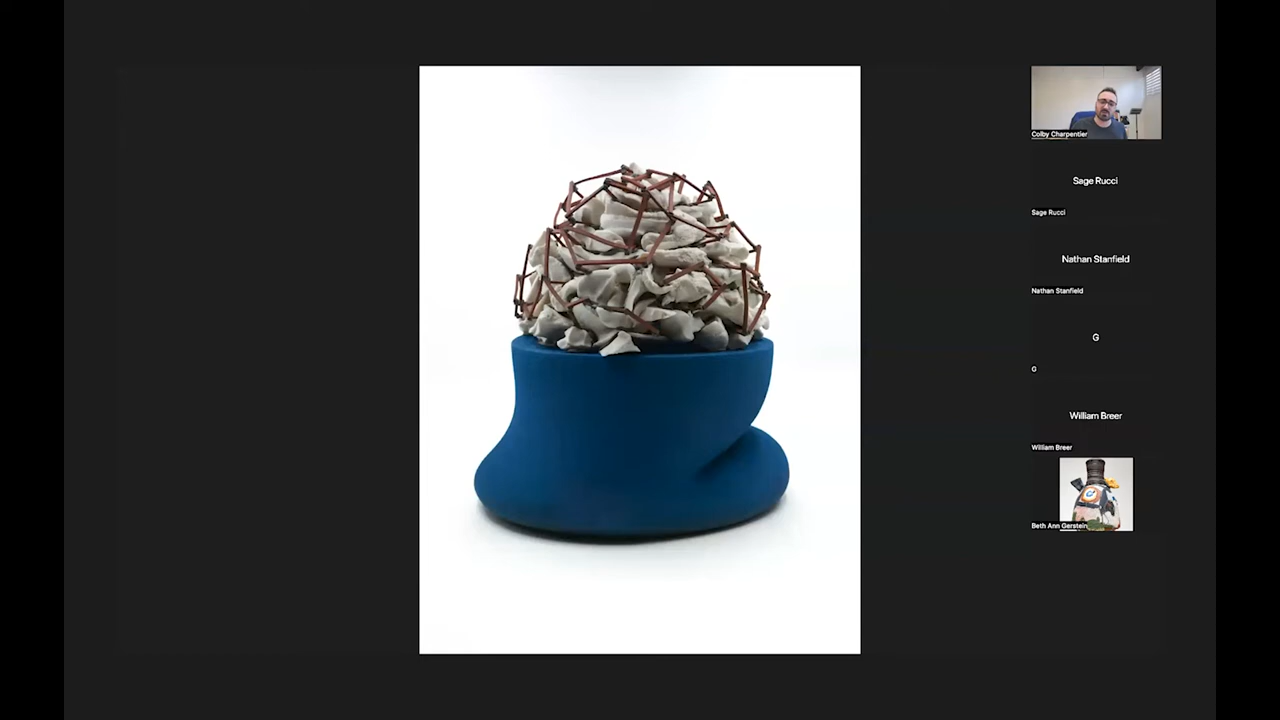 Colby Charpentier
Sage Rucci
Sage Rucci
Nathan Stanfield
Nathan Stanfield
G
G
William Breer
William Breer
Beth Ann Gerstein